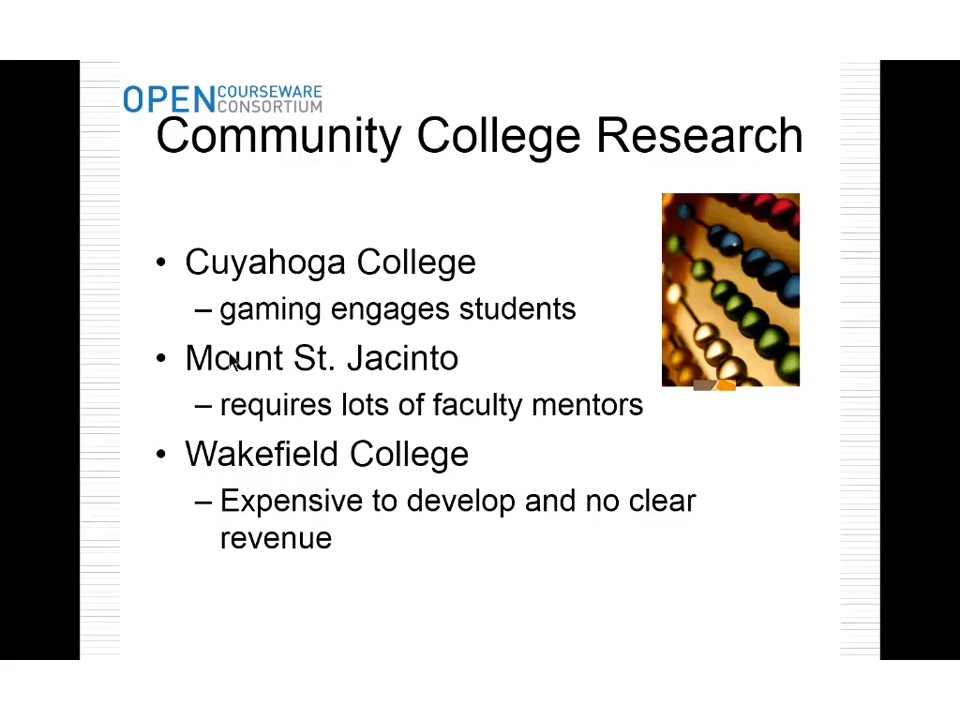 OPEN COURSEWARE
CONSORTIUM
Community College Research
• Cuyahoga College
– gaming engages students
• Mount St. Jacinto
– requires lots of faculty mentors
• Wakefield College
– Expensive to develop and no clear
revenue